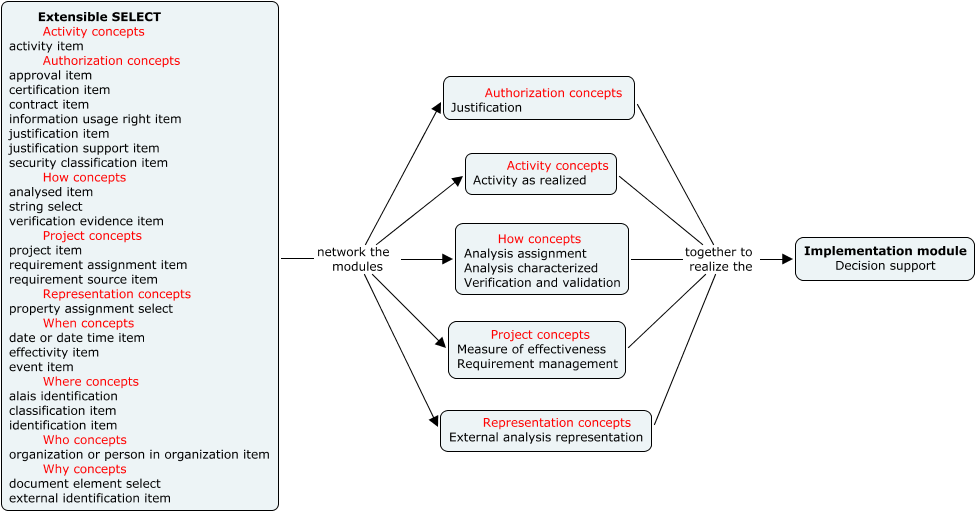 Extensible SELECT
Activity concepts
activity item
Authorization concepts
approval item
certification item
contract item
information usage right item
justification item
justification support item
security classification item
How concepts
analysed item
string select
verification evidence item
Project concepts
project item
requirement assignment item
requirement source item
Representation concepts
property assignment select
When concepts
date or date time item
effectivity item
event item
Where concepts
alais identification
classification item
identification item
Who concepts
organization or person in organization item
Why concepts
document element select
external identification item
network the
modules
Authorization concepts
Justification
Activity concepts
Activity as realized
How concepts
Analysis assignment
Analysis characterized
Verification and validation
Project concepts
Measure of effectiveness
Requirement management
Representation concepts
External analysis representation
together to
realize the
Implementation module
Decision support